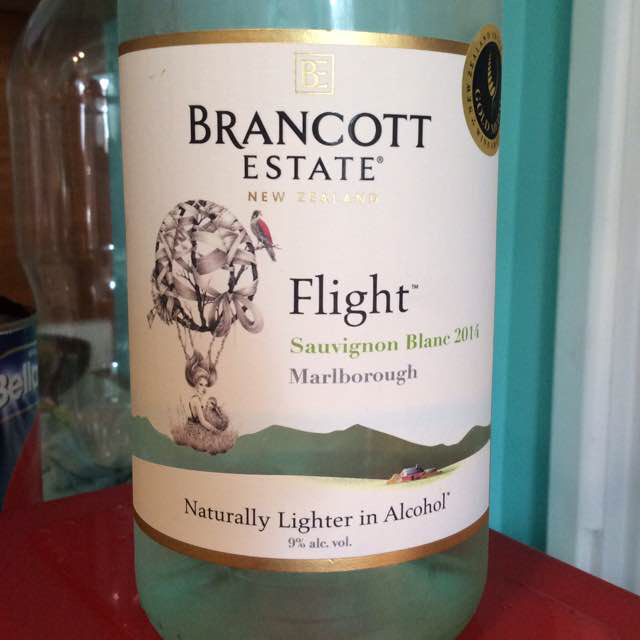 BE
BRANCOTT
ESTATE®
NEW ZEALAND
Flight™
Sauvignon Blanc 2014
Marlborough
Naturally Lighter in Alcohol*
9% alc. vol.